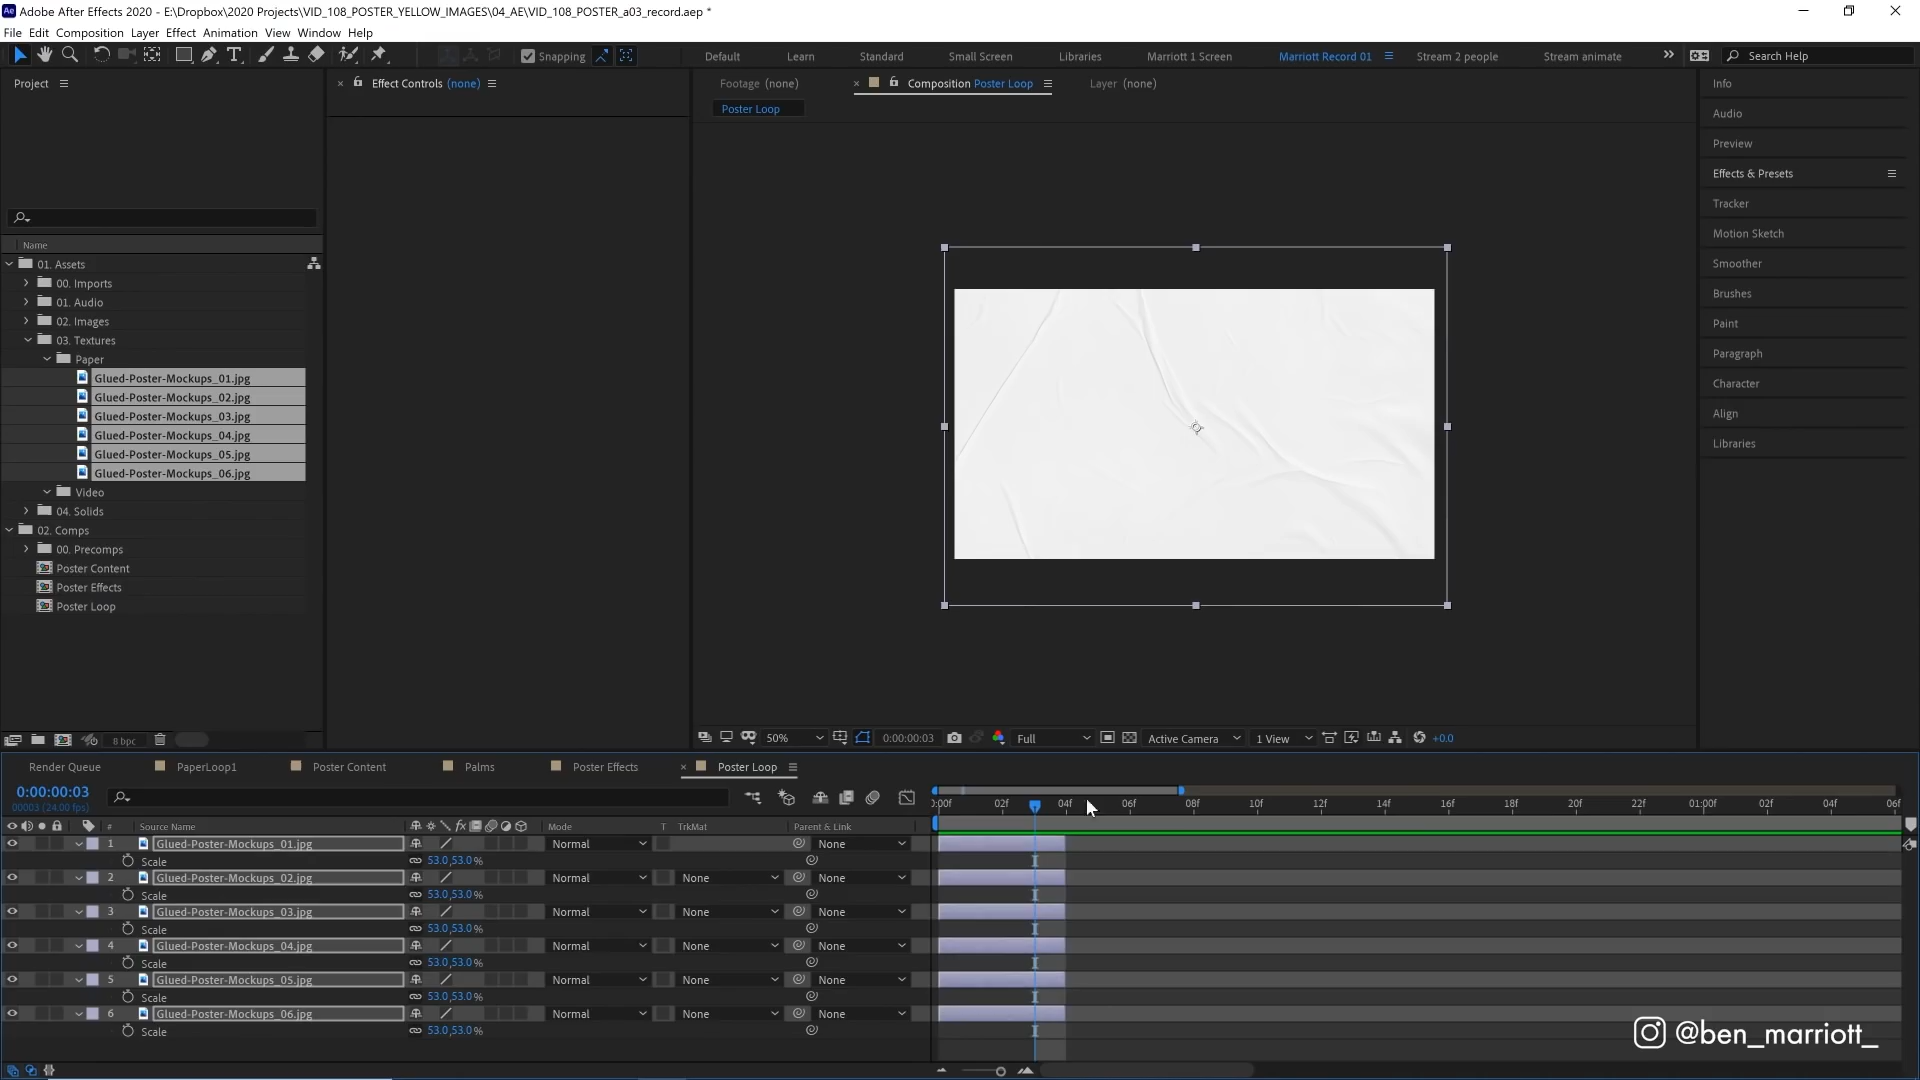 Adobe After Effects 2020 - E:\Dropbox\2020 Projects\VID_108_POSTER_YELLOW_IMAGES\04_AE\VID_108_POSTER_a03_record.aep *
File Edit Composition Layer Effect Animation View Window Help
Snapping Default Learn Standard Small Screen Libraries Marriott 1 Screen Marriott Record 01 Stream 2 people Stream animate Search Help
Project
Effect Controls (none)
Footage (none) Composition Poster Loop Layer (none)
Poster Loop
Info
Audio
Preview
Effects & Presets
Tracker
Motion Sketch
Smoother
Brushes
Paint
Paragraph
Character
Align
Libraries
Name
01. Assets
00. Imports
01. Audio
02. Images
03. Textures
Paper
Glued-Poster-Mockups_01.jpg
Glued-Poster-Mockups_02.jpg
Glued-Poster-Mockups_03.jpg
Glued-Poster-Mockups_04.jpg
Glued-Poster-Mockups_05.jpg
Glued-Poster-Mockups_06.jpg
Video
04. Solids
02. Comps
00. Precomps
Poster Content
Poster Effects
Poster Loop
8 bpc
50% 0:00:00:03 Full Active Camera 1 View +0.0
Render Queue PaperLoop1 Poster Content Palms Poster Effects Poster Loop
0:00:00:03
00003 (24.00 fps)
0:00f 02f 04f 06f 08f 10f 12f 14f 16f 18f 20f 22f 01:00f 02f 04f 06f
# Source Name Mode T TrkMat Parent & Link
1 Glued-Poster-Mockups_01.jpg Normal None
Scale 53.0,53.0 %
2 Glued-Poster-Mockups_02.jpg Normal None None
Scale 53.0,53.0 %
3 Glued-Poster-Mockups_03.jpg Normal None None
Scale 53.0,53.0 %
4 Glued-Poster-Mockups_04.jpg Normal None None
Scale 53.0,53.0 %
5 Glued-Poster-Mockups_05.jpg Normal None None
Scale 53.0,53.0 %
6 Glued-Poster-Mockups_06.jpg Normal None None
Scale 53.0,53.0 %
@ben_marriott_